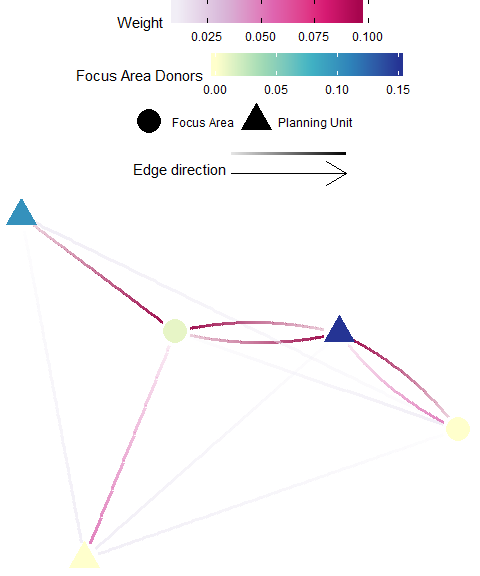 Weight
0.025 0.050 0.075 0.100
Focus Area Donors
0.00 0.05 0.10 0.15
Focus Area Planning Unit
Edge direction